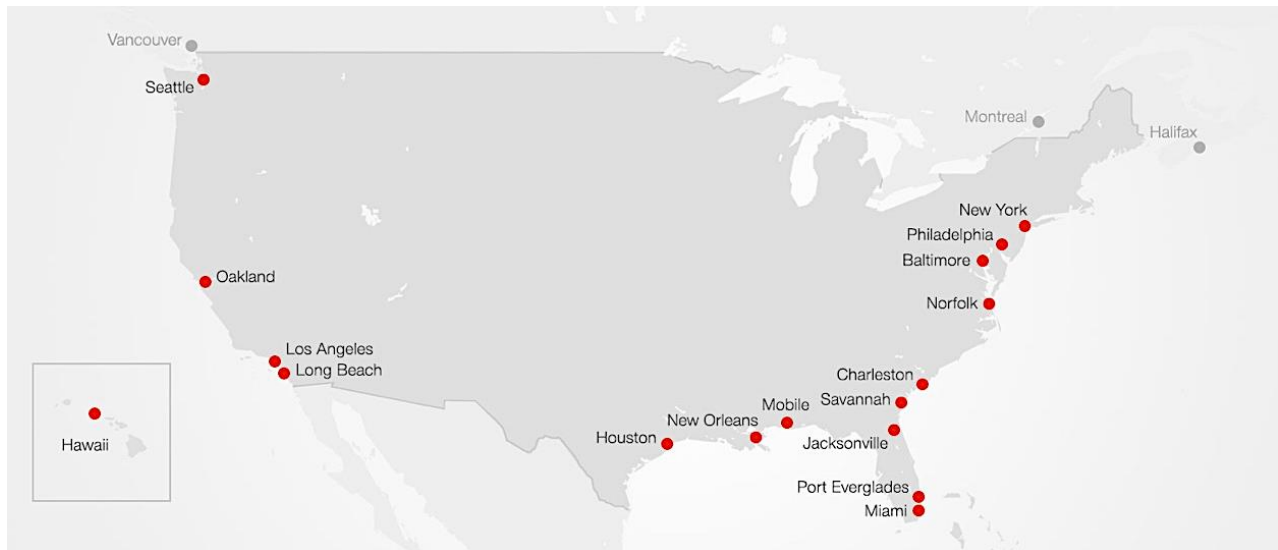 Vancouver
Seattle
Montreal
Halifax
New York
Philadelphia
Baltimore
Oakland
Norfolk
Los Angeles
Long Beach
Charleston
Savannah
Mobile
New Orleans
Houston
Jacksonville
Hawaii
Port Everglades
Miami